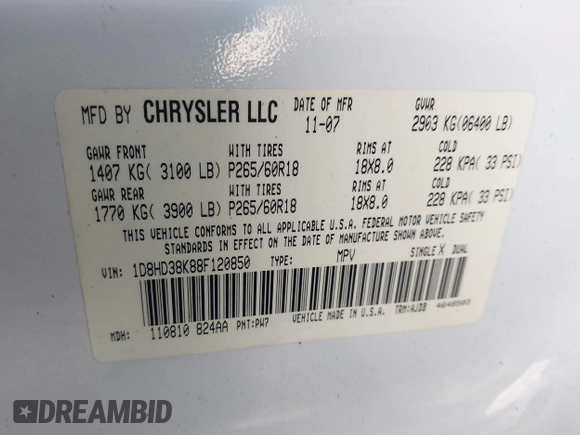 MFD BY CHRYSLER LLC DATE OF MFR 11-07 GVWR 2903 KG(06400 LB)
GAWR FRONT WITH TIRES RIMS AT COLD
1407 KG( 3100 LB) P265/60R18 18X8.0 228 KPA( 33 PSI)
GAWR REAR WITH TIRES RIMS AT COLD
1770 KG( 3900 LB) P265/60R18 18X8.0 228 KPA( 33 PSI)
THIS VEHICLE CONFORMS TO ALL APPLICABLE U.S.A. FEDERAL MOTOR VEHICLE SAFETY
STANDARDS IN EFFECT ON THE DATE OF MANUFACTURE SHOWN ABOVE.
VIN: 1D8HD38K88F120850 TYPE: MPV SINGLE X DUAL
MDH: 110810 824AA PNT:PW7 VEHICLE MADE IN U.S.A. TRM:AJDB
DREAMBID